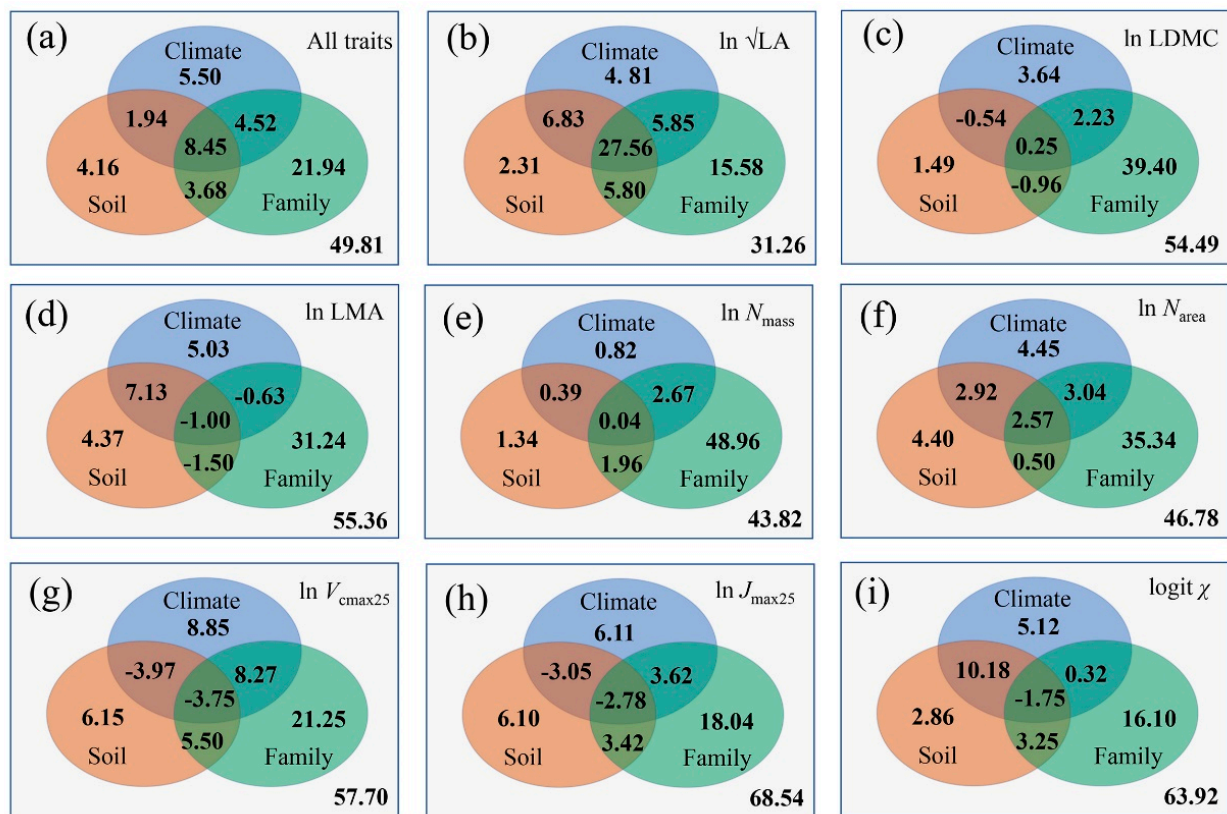 (a)
All traits
Climate
5.50
1.94
4.52
8.45
4.16
21.94
3.68
Soil
Family
49.81
(b)
ln √LA
Climate
4. 81
6.83
5.85
27.56
2.31
15.58
5.80
Soil
Family
31.26
(c)
ln LDMC
Climate
3.64
-0.54
2.23
0.25
1.49
39.40
-0.96
Soil
Family
54.49
(d)
ln LMA
Climate
5.03
7.13
-0.63
-1.00
4.37
31.24
-1.50
Soil
Family
55.36
(e)
ln Nmass
Climate
0.82
0.39
2.67
0.04
1.34
48.96
1.96
Soil
Family
43.82
(f)
ln Narea
Climate
4.45
2.92
3.04
2.57
4.40
35.34
0.50
Soil
Family
46.78
(g)
ln Vcmax25
Climate
8.85
-3.97
8.27
-3.75
6.15
21.25
5.50
Soil
Family
57.70
(h)
ln Jmax25
Climate
6.11
-3.05
3.62
-2.78
6.10
18.04
3.42
Soil
Family
68.54
(i)
logit χ
Climate
5.12
10.18
0.32
-1.75
2.86
16.10
3.25
Soil
Family
63.92